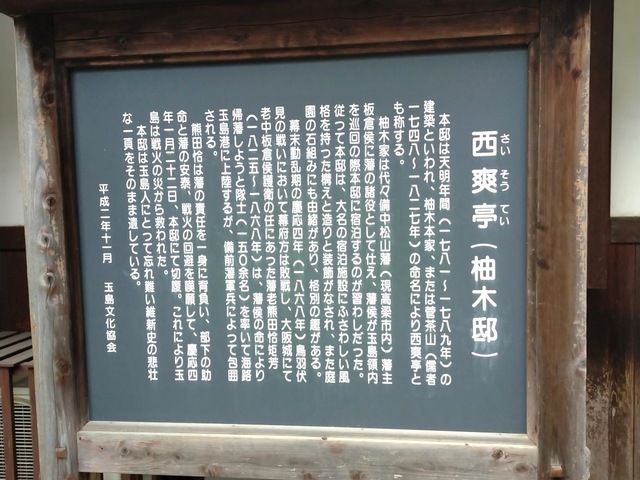 さいそうてい
西爽亭（柚木邸）
本邸は天明年間（一七八一～一七八九年）の
建築といわれ、柚木本家、または菅茶山（儒者
一七四八～一八二七年）の命名により西爽亭と
も称する。
柚木家は代々備中松山藩（現高梁市内）藩主
板倉侯に藩の諸役として仕え、藩侯が玉島領内
を巡回の際本邸に宿泊するのが習わしだった。
従って本邸は、大名の宿泊施設にふさわしい風
格を持つた構えと造りと装飾がなされ、また庭
園の石組みにも由緒があり、格別の趣がある。
幕末動乱期の慶応四年（一八六八年）鳥羽伏
見の戦いにおいて幕府方は敗戦し、大阪城にて
老中板倉侯護衛の任にあった藩老熊田恰矩芳
（一八二五～一八六八年）は、藩侯の命により
帰藩しようと隊士（一五〇余名）を率いて海路
玉島港に上陸するが、備前藩軍兵によって包囲
される。
熊田恰は藩の責任を一身に背負い、部下の助
命と藩の安泰、戦火の回避を嘆願して、慶応四
年一月二十二日、本邸にて切腹。これにより玉
島は戦火の災から救われた。
本邸は玉島人にとって忘れ難い維新史の悲壮
な一頁をそのまま遺している。
平成二年十一月　玉島文化協会